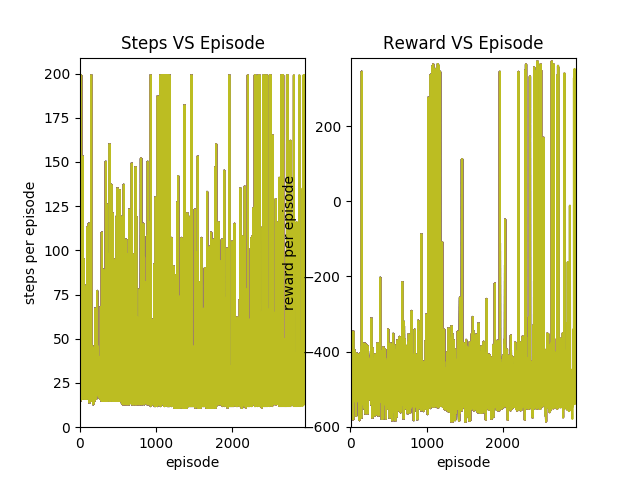 Steps VS Episode
steps per episode
200
175
150
125
100
75
50
25
0
0 1000 2000
episode
Reward VS Episode
reward per episode
200
0
−200
−400
−600
0 1000 2000
episode